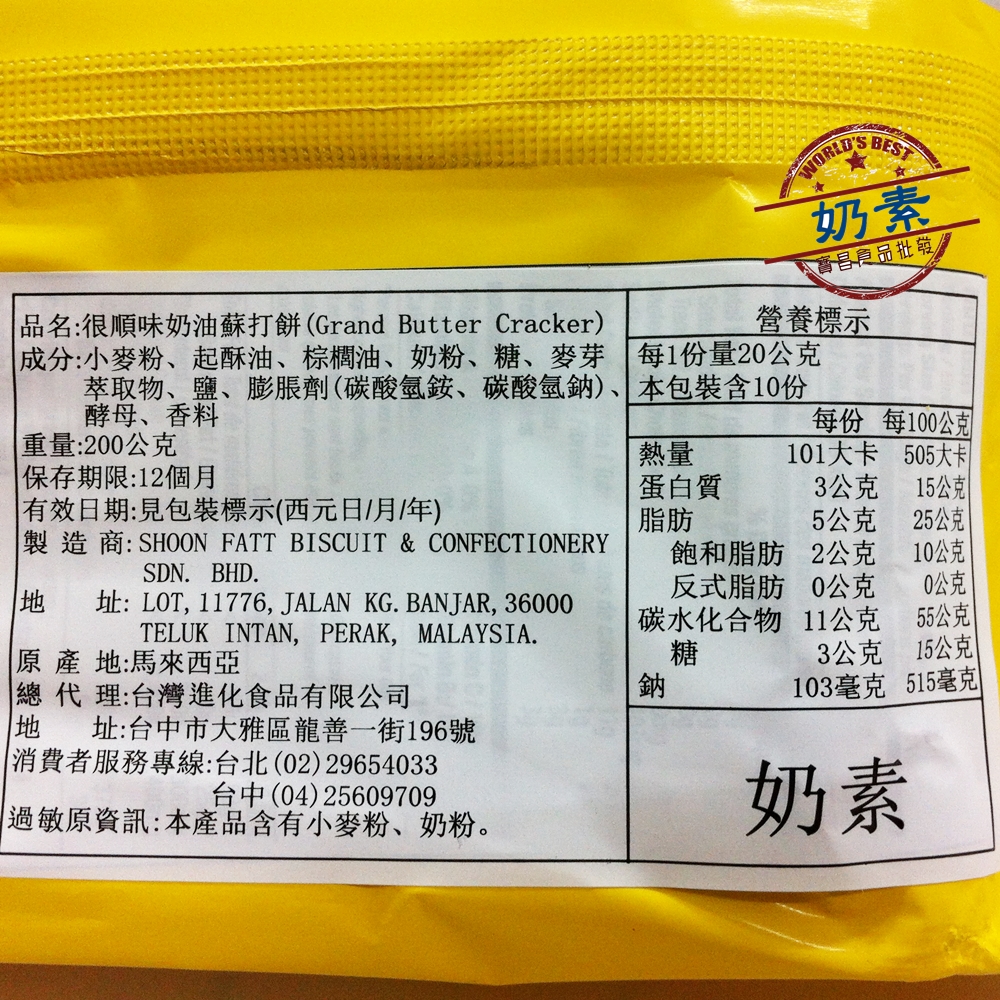 WORLD'S BEST
奶素
寶昌食品批發
品名:很順味奶油蘇打餅(Grand Butter Cracker)
成分:小麥粉、起酥油、棕櫚油、奶粉、糖、麥芽
萃取物、鹽、膨脹劑(碳酸氫銨、碳酸氫鈉)、
酵母、香料
重量:200公克
保存期限:12個月
有效日期:見包裝標示(西元日/月/年)
製 造 商:SHOON FATT BISCUIT & CONFECTIONERY
SDN. BHD.
地 址: LOT, 11776, JALAN KG. BANJAR, 36000
TELUK INTAN, PERAK, MALAYSIA.
原 產 地:馬來西亞
總 代 理:台灣進化食品有限公司
地 址:台中市大雅區龍善一街196號
消費者服務專線:台北(02)29654033
台中(04)25609709
過敏原資訊:本產品含有小麥粉、奶粉。
營養標示
每1份量20公克
本包裝含10份
每份 每100公克
熱量 101大卡 505大卡
蛋白質 3公克 15公克
脂肪 5公克 25公克
飽和脂肪 2公克 10公克
反式脂肪 0公克 0公克
碳水化合物 11公克 55公克
糖 3公克 15公克
鈉 103毫克 515毫克
奶素